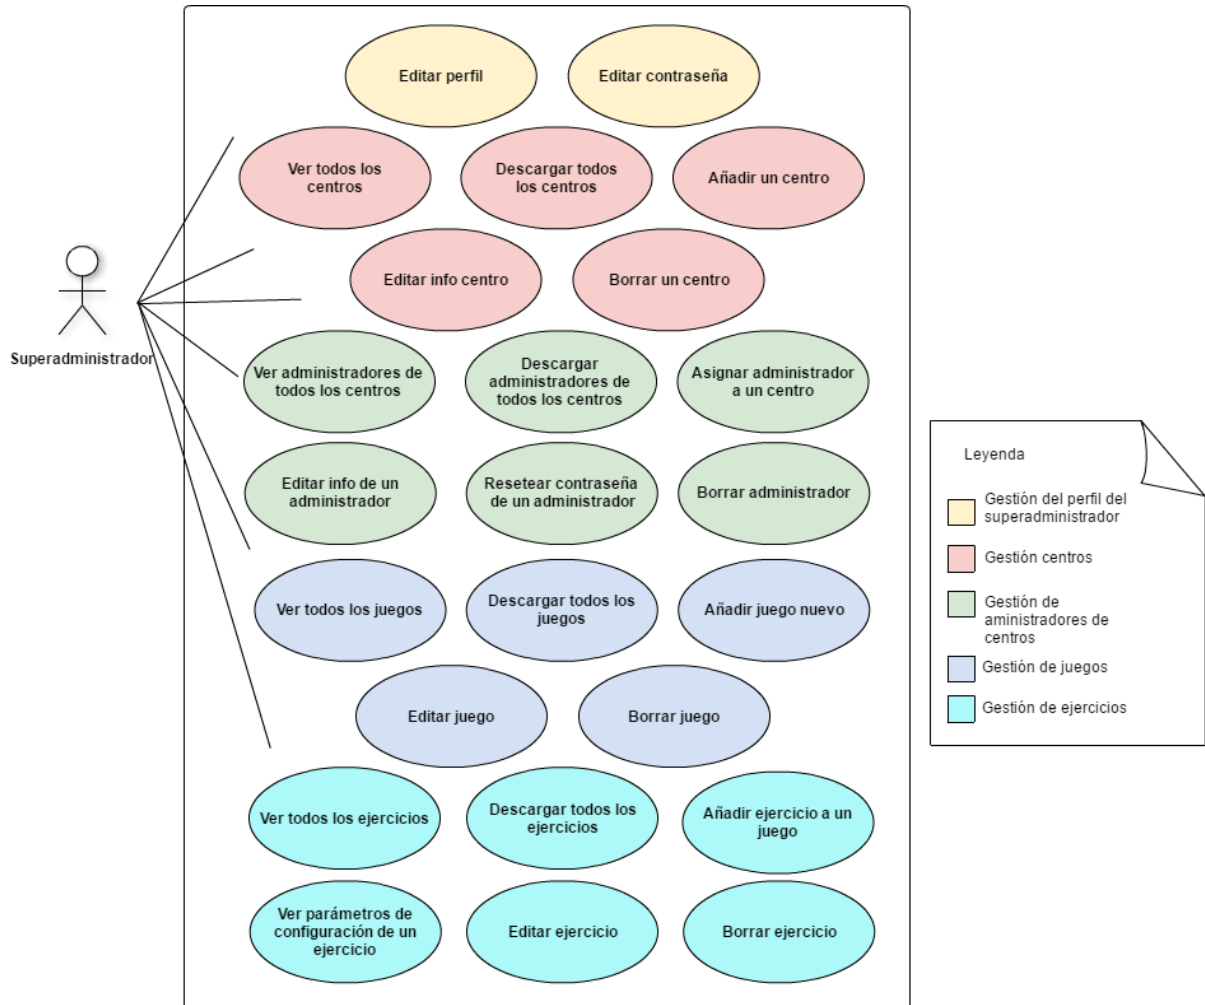 Editar perfil
Editar contraseña
Ver todos los
centros
Descargar todos
los centros
Añadir un centro
Editar info centro
Borrar un centro
Superadministrador
Ver administradores de
todos los centros
Descargar
administradores de
todos los centros
Asignar administrador
a un centro
Editar info de un
administrador
Resetear contraseña
de un administrador
Borrar administrador
Ver todos los juegos
Descargar todos los
juegos
Añadir juego nuevo
Editar juego
Borrar juego
Ver todos los ejercicios
Descargar todos los
ejercicios
Añadir ejercicio a un
juego
Ver parámetros de
configuración de un
ejercicio
Editar ejercicio
Borrar ejercicio
Leyenda
Gestión del perfil del
superadministrador
Gestión centros
Gestión de
aministradores de
centros
Gestión de juegos
Gestión de ejercicios